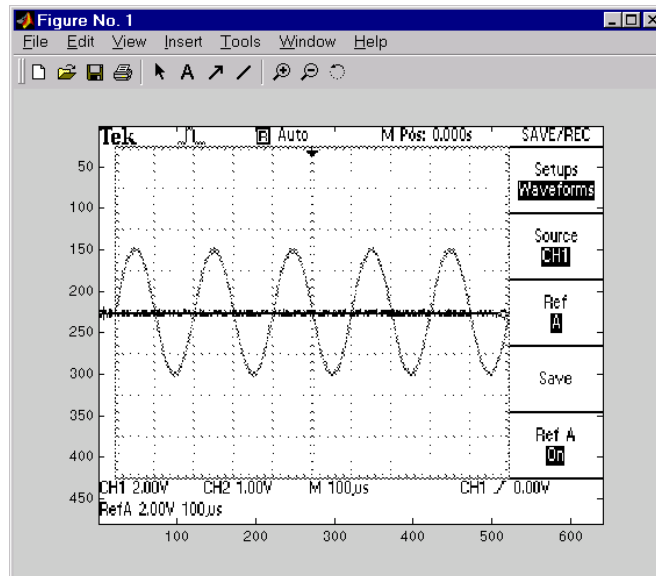 Figure No. 1
File Edit View Insert Tools Window Help
A
Tek R Auto M Pos: 0.000s SAVE/REC
Setups
Waveforms
Source
CH1
Ref
A
Save
Ref A
On
50
100
150
200
250
300
350
400
450
CH1 2.00V CH2 1.00V M 100µs CH1 0.00V
RefA 2.00V 100µs
100 200 300 400 500 600